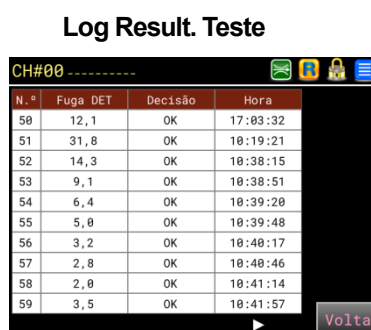 Log Result. Teste
CH#00 ----------
R
N.º Fuga DET Decisão Hora
50 12,1 OK 17:03:32
51 31,8 OK 10:19:21
52 14,3 OK 10:38:15
53 9,1 OK 10:38:51
54 6,4 OK 10:39:20
55 5,0 OK 10:39:48
56 3,2 OK 10:40:17
57 2,8 OK 10:40:46
58 2,0 OK 10:41:14
59 3,5 OK 10:41:57
Volta